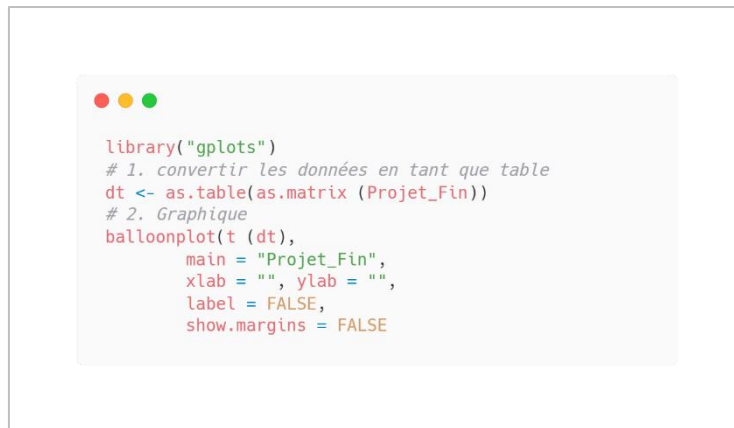 library("gplots")
# 1. convertir les données en tant que table
dt <- as.table(as.matrix (Projet_Fin))
# 2. Graphique
balloonplot(t (dt),
        main = "Projet_Fin",
        xlab = "", ylab = "",
        label = FALSE,
        show.margins = FALSE